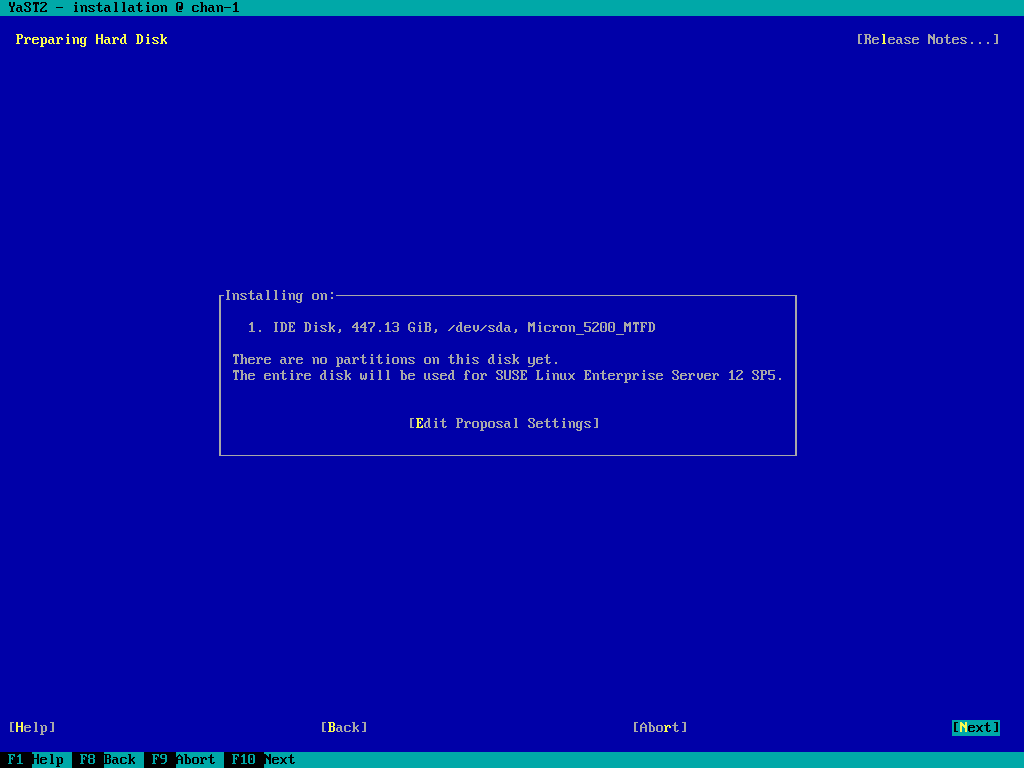 YaST2 - installation @ chan-1
Preparing Hard Disk [Release Notes...]
Installing on:
1. IDE Disk, 447.13 GiB, /dev/sda, Micron_5200_MTFD
There are no partitions on this disk yet.
The entire disk will be used for SUSE Linux Enterprise Server 12 SP5.
[Edit Proposal Settings]
[Help] [Back] [Abort] [Next]
F1 Help F8 Back F9 Abort F10 Next